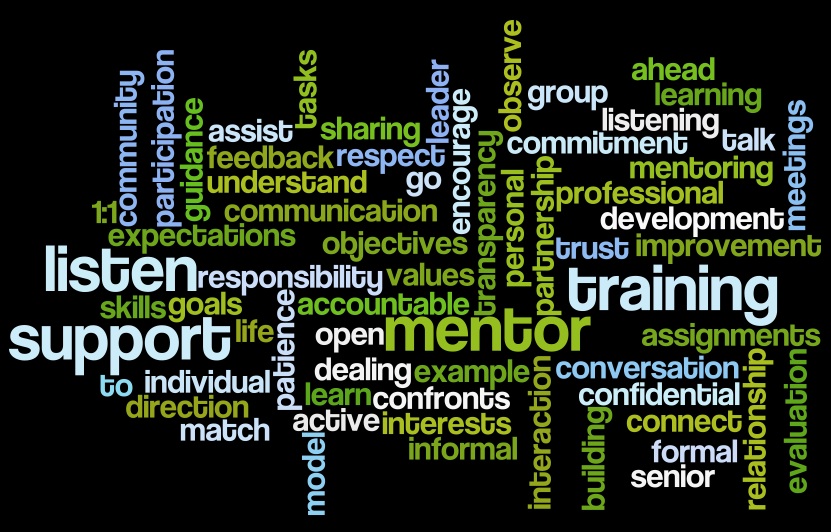 observe
tasks
leader
community
participation
guidance
ahead
group
learning
encourage
listening
meetings
assist
sharing
commitment
talk
feedback
respect
transparency
partnership
mentoring
understand
go
personal
professional
1:1
communication
development
expectations
objectives
trust
improvement
listen
responsibility
values
training
skills
goals
accountable
support
life
patience
open
mentor
assignments
to
individual
dealing
example
interaction
conversation
relationship
evaluation
learn
confronts
confidential
direction
building
match
active
interests
connect
model
informal
formal
senior